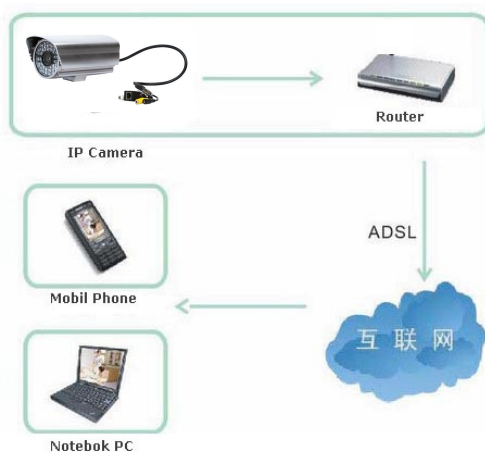 Router
IP Camera
ADSL
Mobil Phone
互联网
Notebok PC